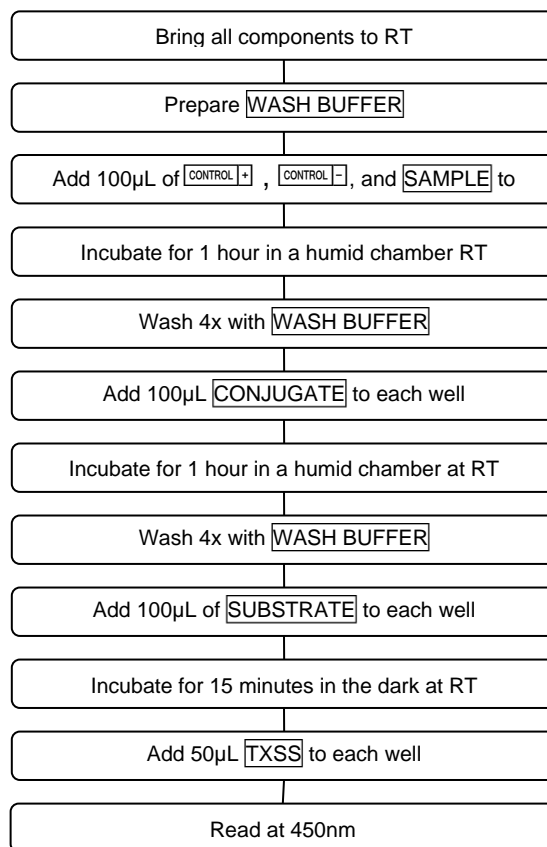 Bring all components to RT
Prepare WASH BUFFER
Add 100µL of CONTROL + , CONTROL - , and SAMPLE to
Incubate for 1 hour in a humid chamber RT
Wash 4x with WASH BUFFER
Add 100µL CONJUGATE to each well
Incubate for 1 hour in a humid chamber at RT
Wash 4x with WASH BUFFER
Add 100µL of SUBSTRATE to each well
Incubate for 15 minutes in the dark at RT
Add 50µL TXSS to each well
Read at 450nm